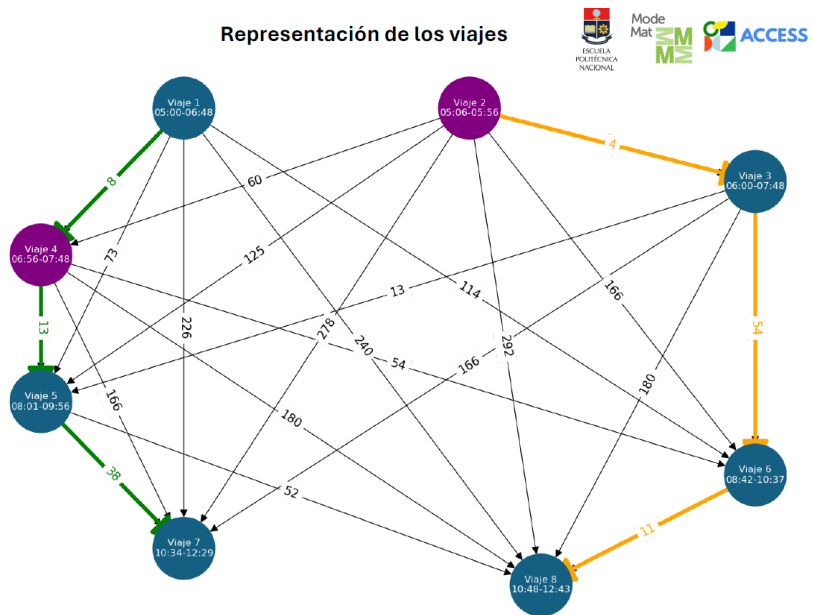 Representación de los viajes
ESCUELA
POLITÉCNICA
NACIONAL
Mode
Mat
MM
MM
ACCESS
Viaje 1
05:00-06:48
Viaje 2
05:06-05:56
4
Viaje 3
06:00-07:48
8
60
Viaje 4
06:56-07:48
73
125
13
114
166
13
226
278
240
292
54
54
166
180
166
180
Viaje 5
08:01-09:56
38
52
Viaje 6
08:42-10:37
11
Viaje 7
10:34-12:29
Viaje 8
10:48-12:43